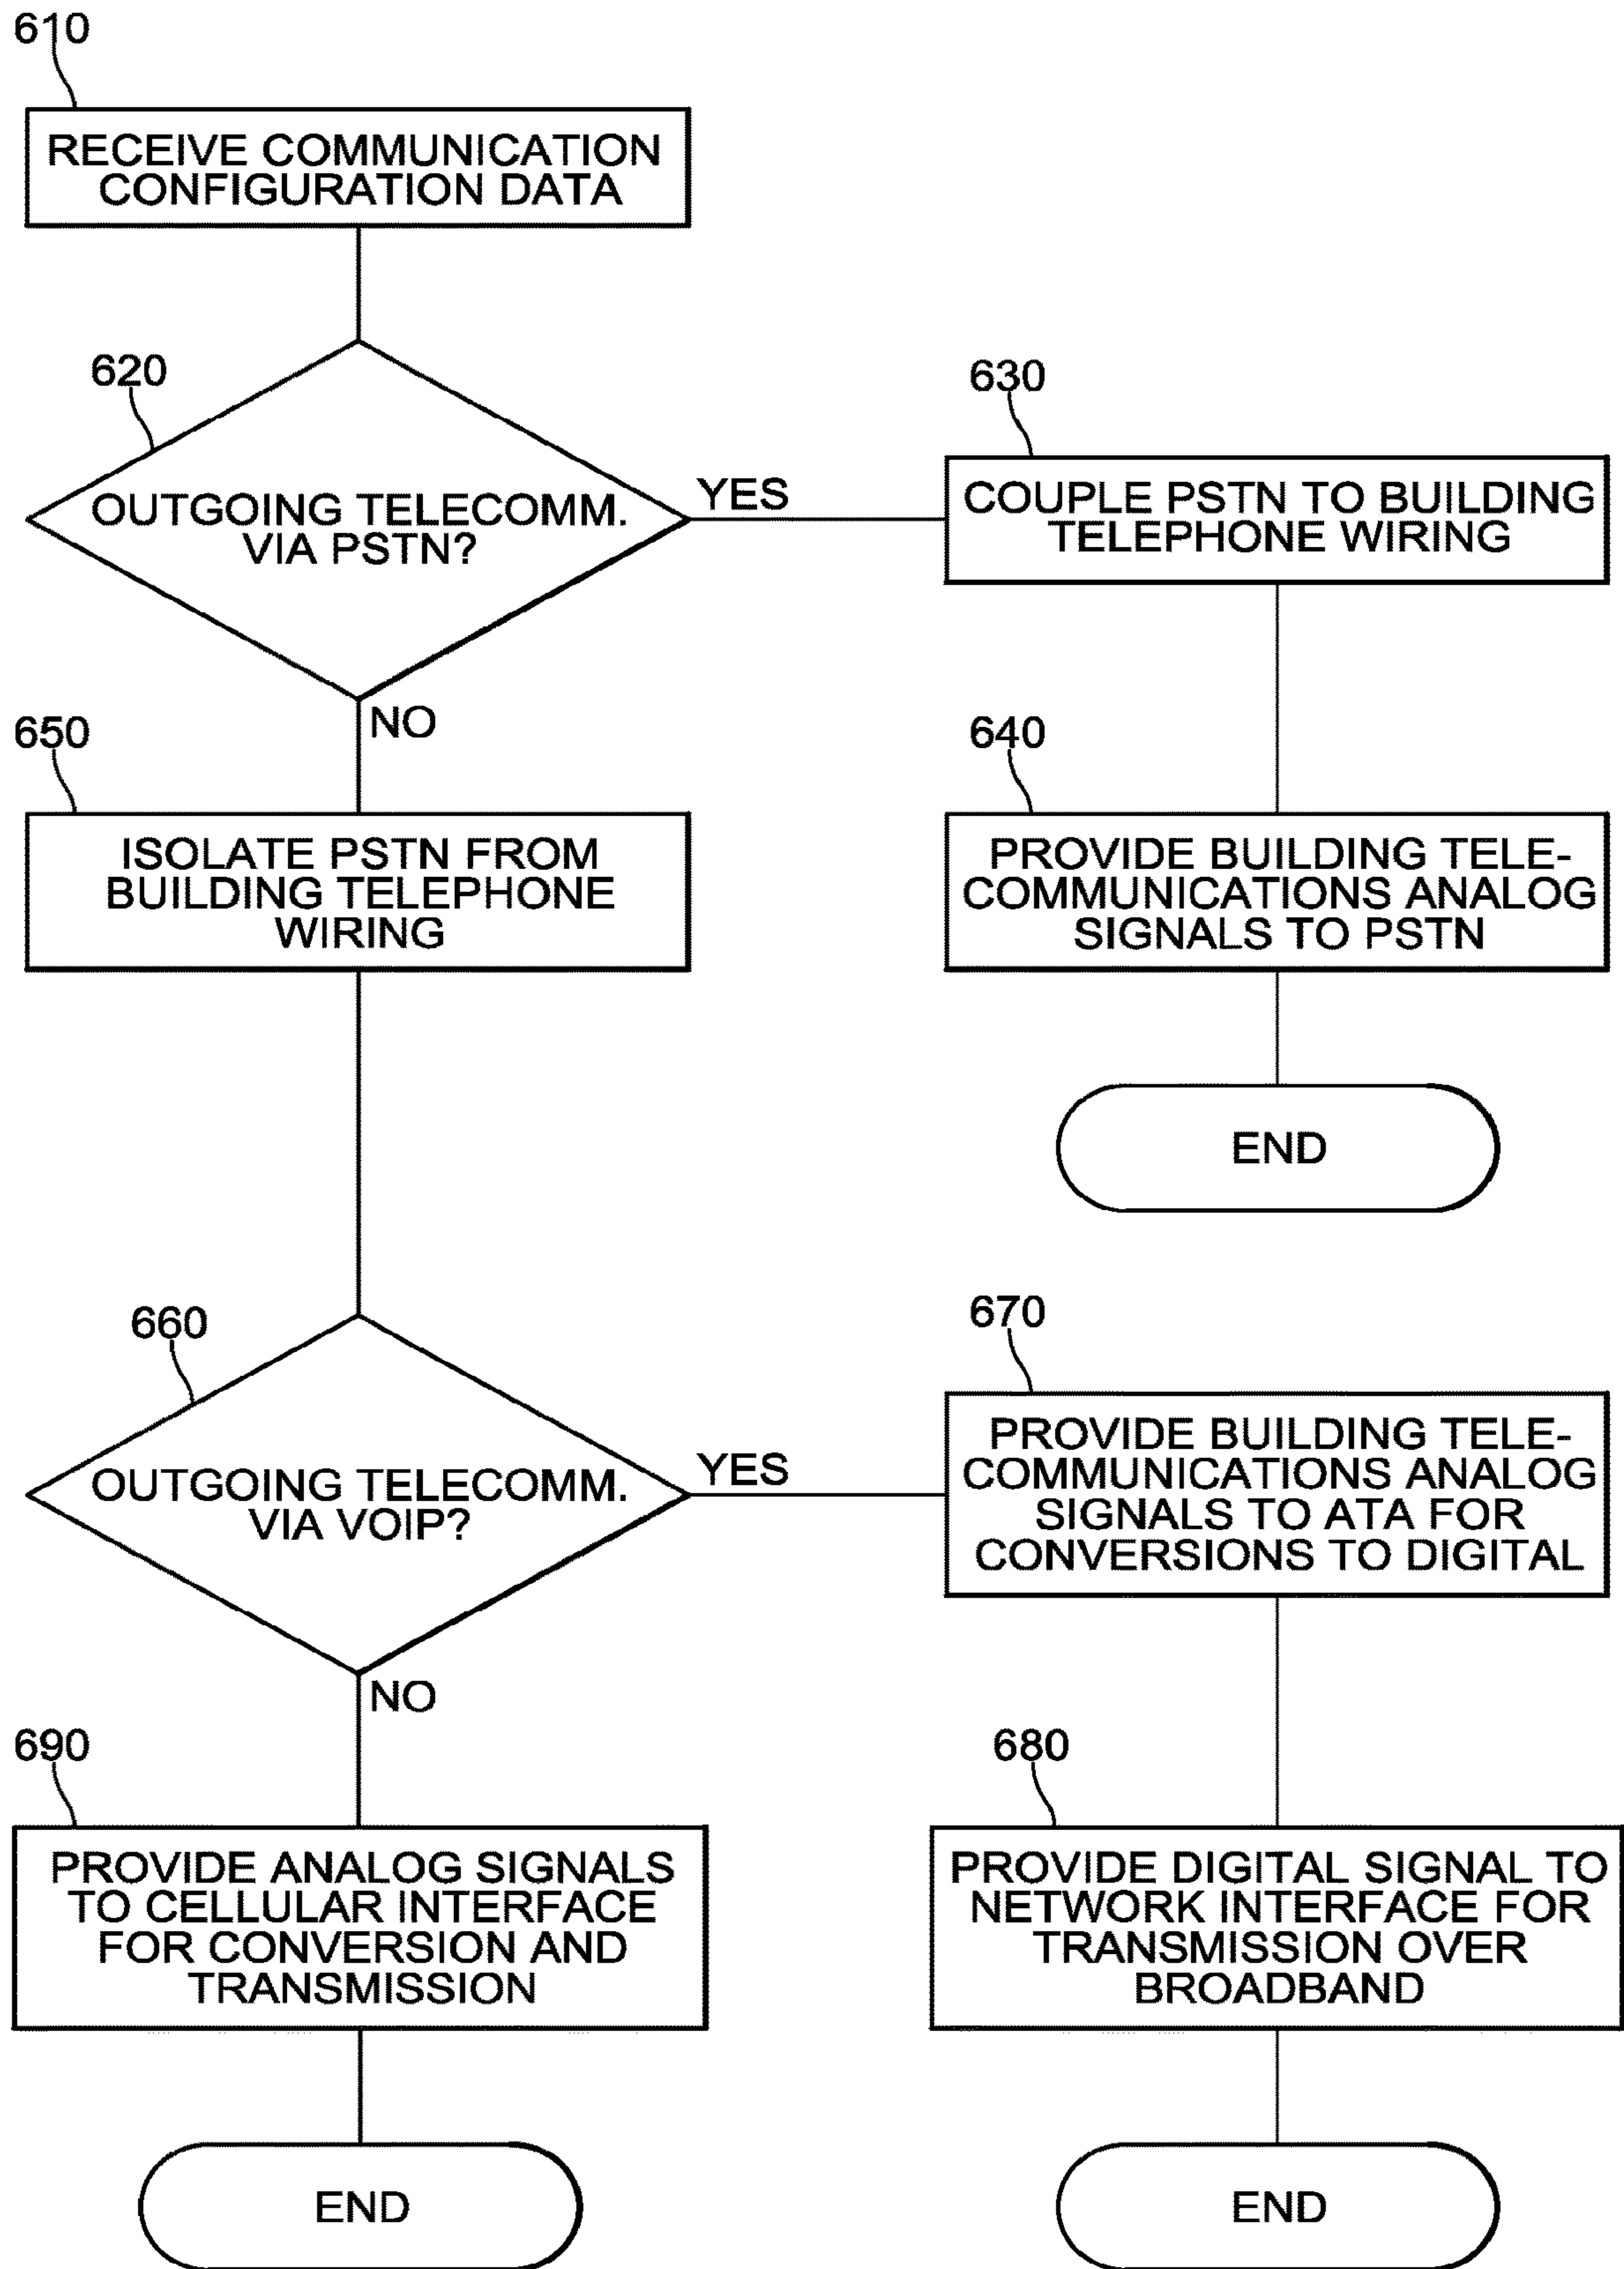 610
RECEIVE COMMUNICATION
CONFIGURATION DATA
620
OUTGOING TELECOMM.
VIA PSTN?
YES
630
COUPLE PSTN TO BUILDING
TELEPHONE WIRING
NO
650
ISOLATE PSTN FROM
BUILDING TELEPHONE
WIRING
640
PROVIDE BUILDING TELE-
COMMUNICATIONS ANALOG
SIGNALS TO PSTN
END
660
OUTGOING TELECOMM.
VIA VOIP?
YES
670
PROVIDE BUILDING TELE-
COMMUNICATIONS ANALOG
SIGNALS TO ATA FOR
CONVERSIONS TO DIGITAL
NO
690
PROVIDE ANALOG SIGNALS
TO CELLULAR INTERFACE
FOR CONVERSION AND
TRANSMISSION
END
680
PROVIDE DIGITAL SIGNAL TO
NETWORK INTERFACE FOR
TRANSMISSION OVER
BROADBAND
END